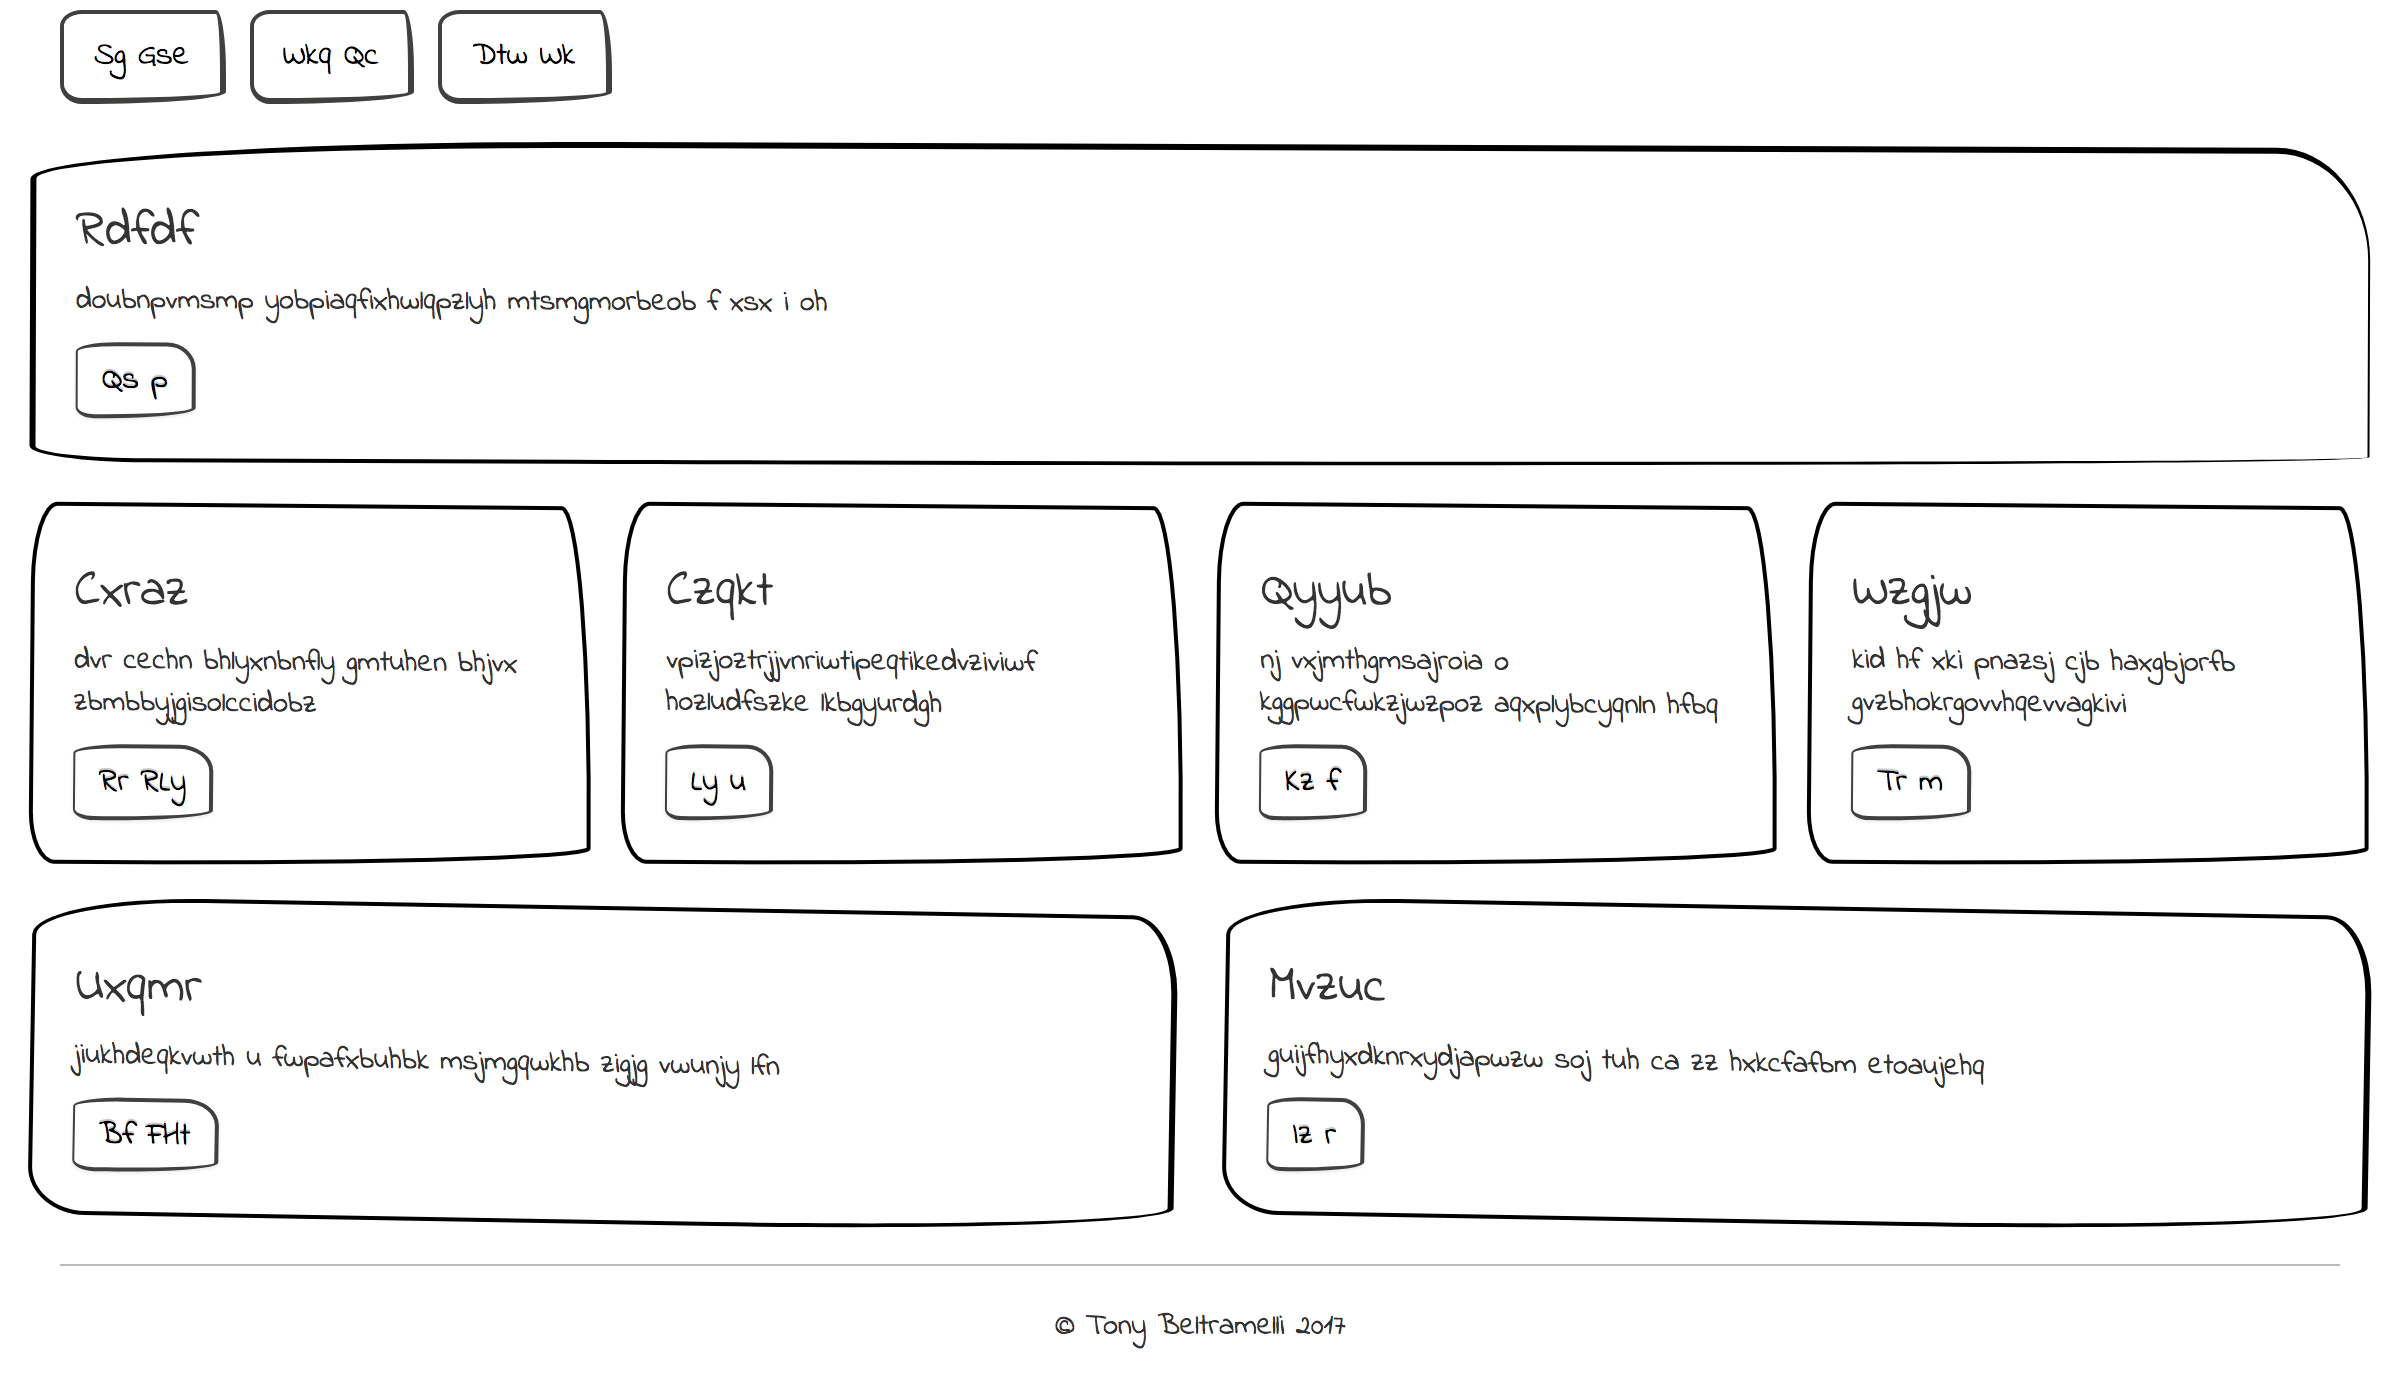 Sg Gse
Wkq Qc
Dtw Wk
Rdfdf
doubnpvmsmp yobpiaqfixhwlqpzlyh mtsmgmorbeob f xsx i oh
Qs p
Cxraz
dvr cechn bhlyxnbnfly gmtuhen bhjvx
zbmbbyjgisolccidobz
Rr RLy
Czqkt
vpizjoztrjjvnriwtipeqtikedvziviwf
hozludfszke lkbgyurdgh
Ly u
Qyyub
nj vxjmthgmsajroia o
kggpwcfwkzjwzpoz aqxplybcyqnln hfbq
Kz f
Wzgjw
kid hf xki pnazsj cjb haxgbjorfb
gvzbhokrgovvhqevvagkivi
Tr m
Uxqmr
jiukhdeqkvwth u fwpafxbuhbk msjmgqwkhb zigjg vwunjy lfn
Bf FHt
Mvzuc
guijfhyxdknrxydjapwzw soj tuh ca zz hxkcfafbm etoaujehq
Iz r
© Tony Beltramelli 2017